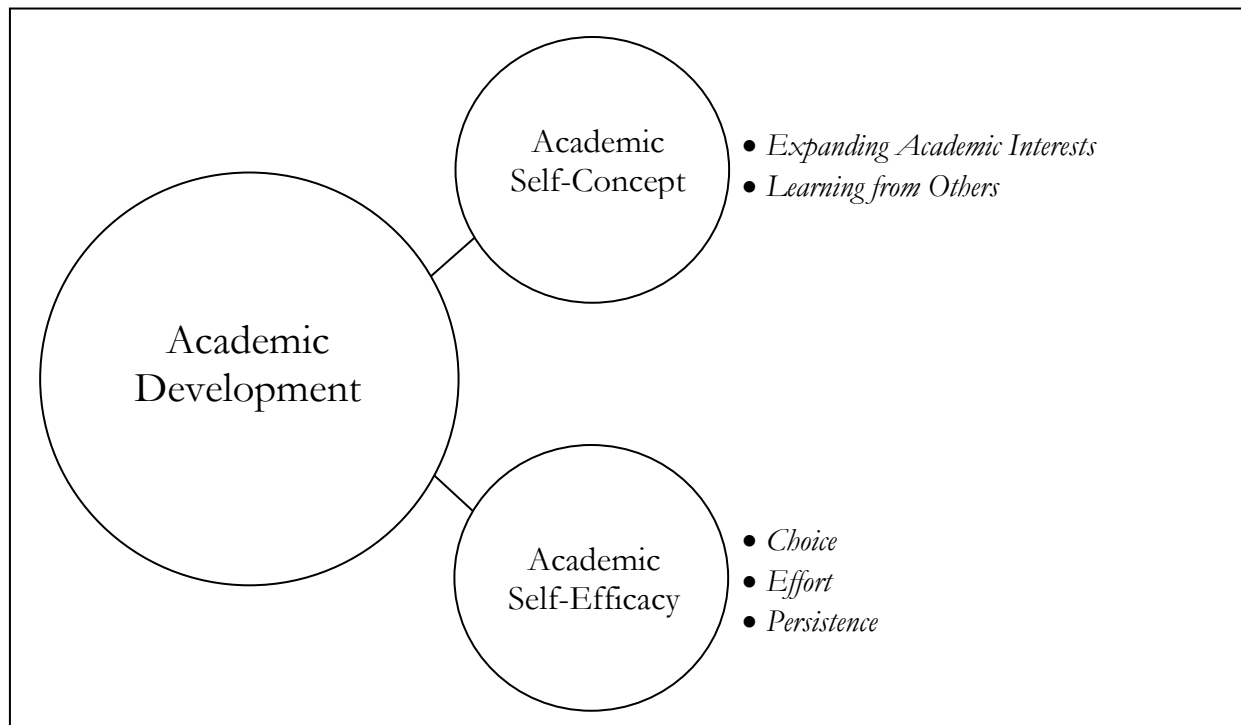 Academic
Self-Concept
• Expanding Academic Interests
• Learning from Others
Academic
Development
Academic
Self-Efficacy
• Choice
• Effort
• Persistence